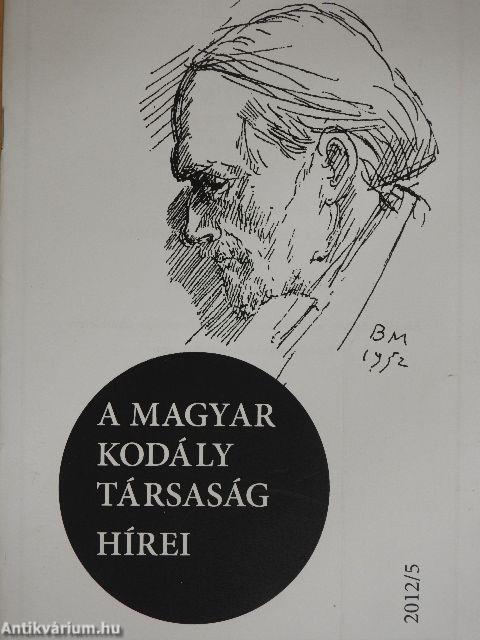 BM
1952
A MAGYAR
KODÁLY
TÁRSASÁG
HÍREI
2012/5
Antikvárium.hu